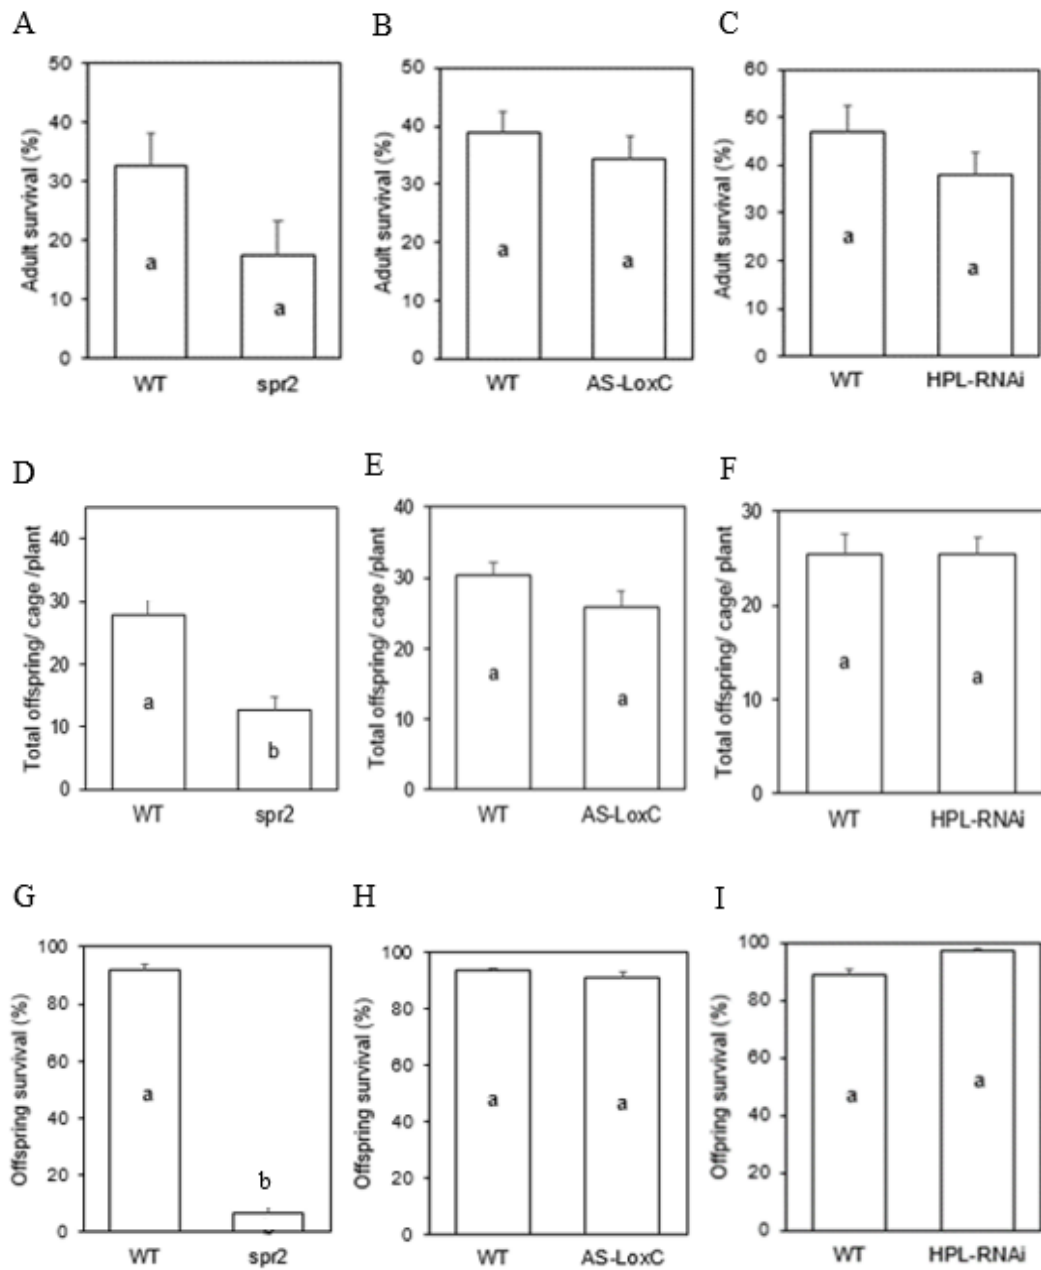 A
B
C
Adult survival (%)
50
40
30
20
10
0
a
a
WT
spr2
Adult survival (%)
50
40
30
20
10
0
a
a
WT
AS-LoxC
Adult survival (%)
60
50
40
30
20
10
0
a
a
WT
HPL-RNAi
D
E
F
Total offspring/ cage /plant
40
30
20
10
0
a
b
WT
spr2
Total offspring/ cage /plant
40
30
20
10
0
a
a
WT
AS-LoxC
Total offspring/ cage/ plant
30
20
10
0
a
a
WT
HPL-RNAi
G
H
I
Offspring survival (%)
100
80
60
40
20
0
a
b
WT
spr2
Offspring survival (%)
100
80
60
40
20
0
a
a
WT
AS-LoxC
Offpring survival (%)
100
80
60
40
20
0
a
a
WT
HPL-RNAi